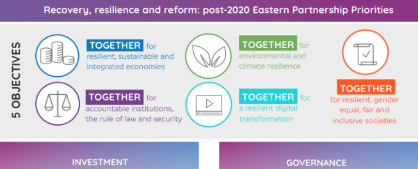 Recovery, resilience and reform: post-2020 Eastern Partnership Priorities
5 OBJECTIVES
TOGETHER for
resilient, sustainable and
integrated economies
TOGETHER for
accountable institutions,
the rule of law and security
TOGETHER for
environmental and
climate resilience
TOGETHER for
a resilient digital
transformation
TOGETHER
for resilient, gender
equal, fair and
inclusive societies
INVESTMENT
GOVERNANCE